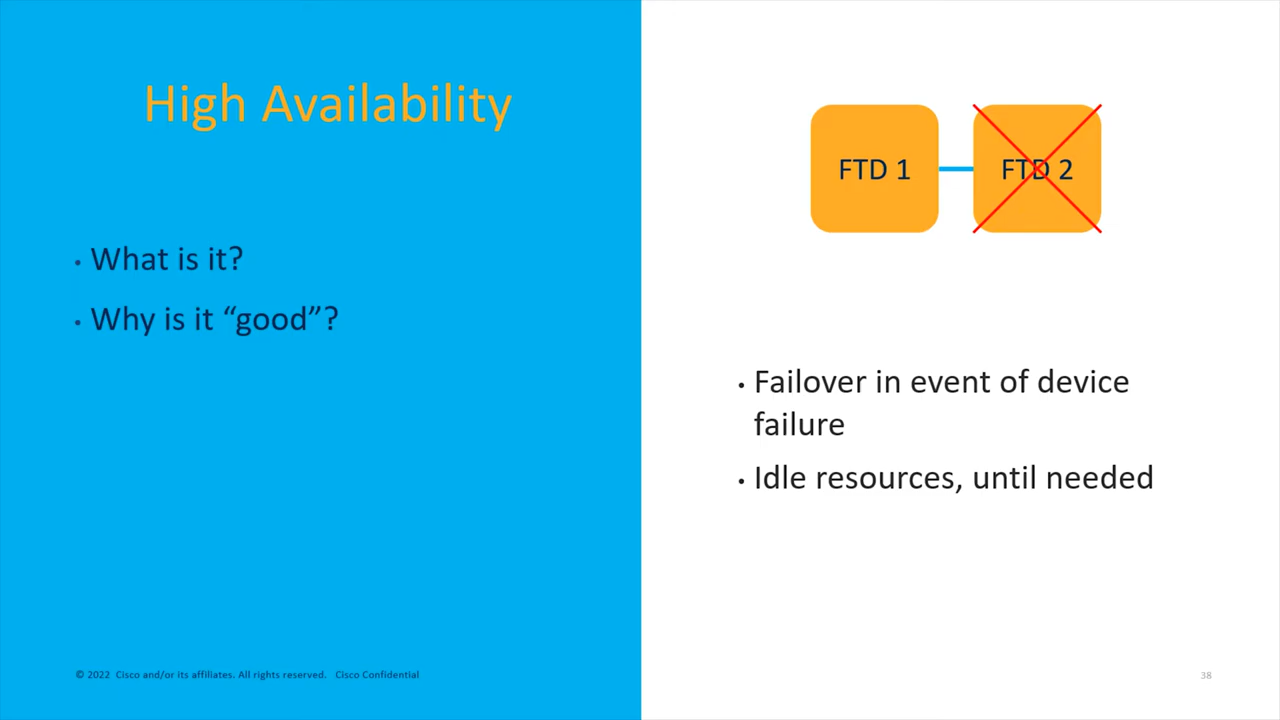 High Availability
• What is it?
• Why is it “good”?
FTD 1
FTD 2
• Failover in event of device
failure
• Idle resources, until needed
© 2022 Cisco and/or its affiliates. All rights reserved. Cisco Confidential
38